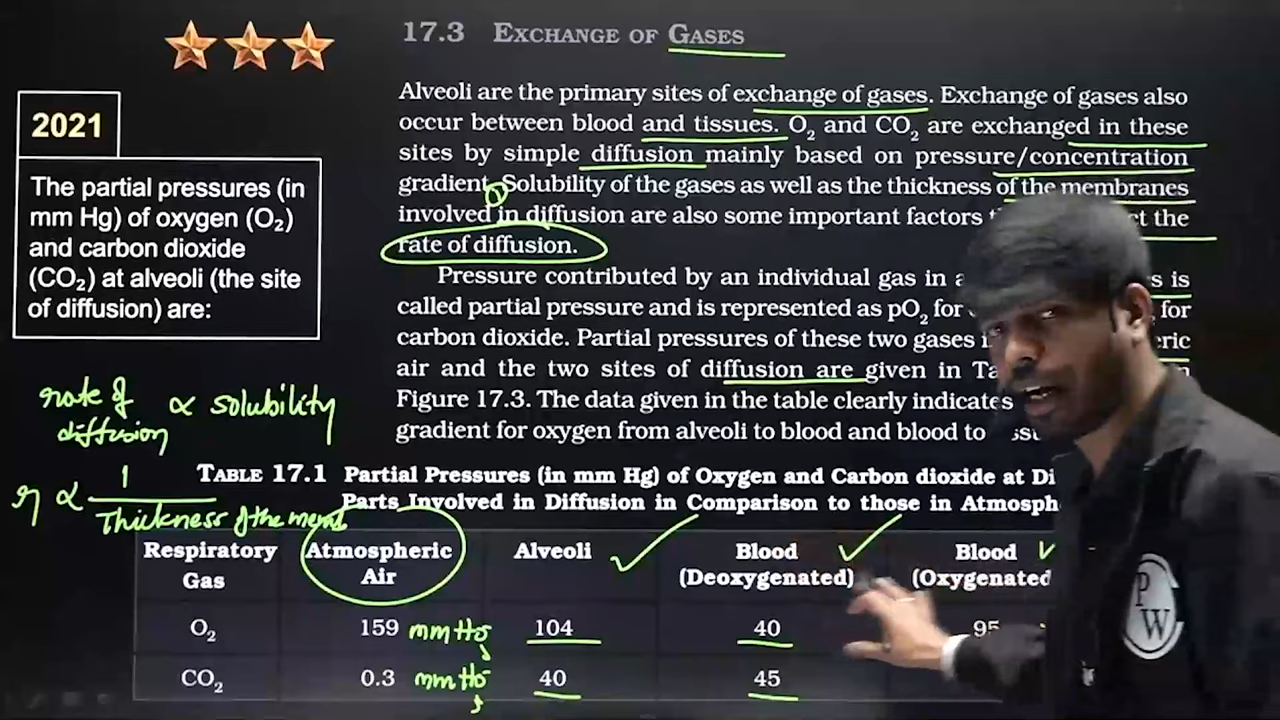 17.3 EXCHANGE OF GASES
2021
The partial pressures (in
mm Hg) of oxygen (O₂)
and carbon dioxide
(CO₂) at alveoli (the site
of diffusion) are:
Alveoli are the primary sites of exchange of gases. Exchange of gases also
occur between blood and tissues. O₂ and CO₂ are exchanged in these
sites by simple diffusion mainly based on pressure/concentration
gradient. Solubility of the gases as well as the thickness of the membranes
involved in diffusion are also some important factors the
rate of diffusion.
Pressure contributed by an individual gas in a is
called partial pressure and is represented as pO₂ for for
carbon dioxide. Partial pressures of these two gases
air and the two sites of diffusion are given in
Figure 17.3. The data given in the table clearly indicates
gradient for oxygen from alveoli to blood and blood to
rate of diffusion ∝ solubility
r ∝ 1
Thickness of the
TABLE 17.1 Partial Pressures (in mm Hg) of Oxygen and Carbon dioxide at
Parts Involved in Diffusion in Comparison to those in
Respiratory Gas Atmospheric Air Alveoli Blood (Deoxygenated) Blood (Oxygenated
O₂ 159 mmHg 104 40 95
CO₂ 0.3 mmHg 40 45
PW